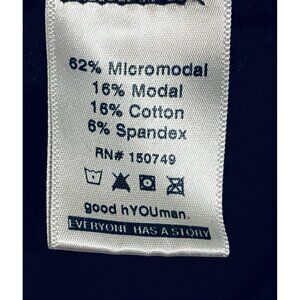 62% Micromodal
16% Modal
16% Cotton
6% Spandex
RN# 150749
good hYOUman.
EVERYONE HAS A STORY